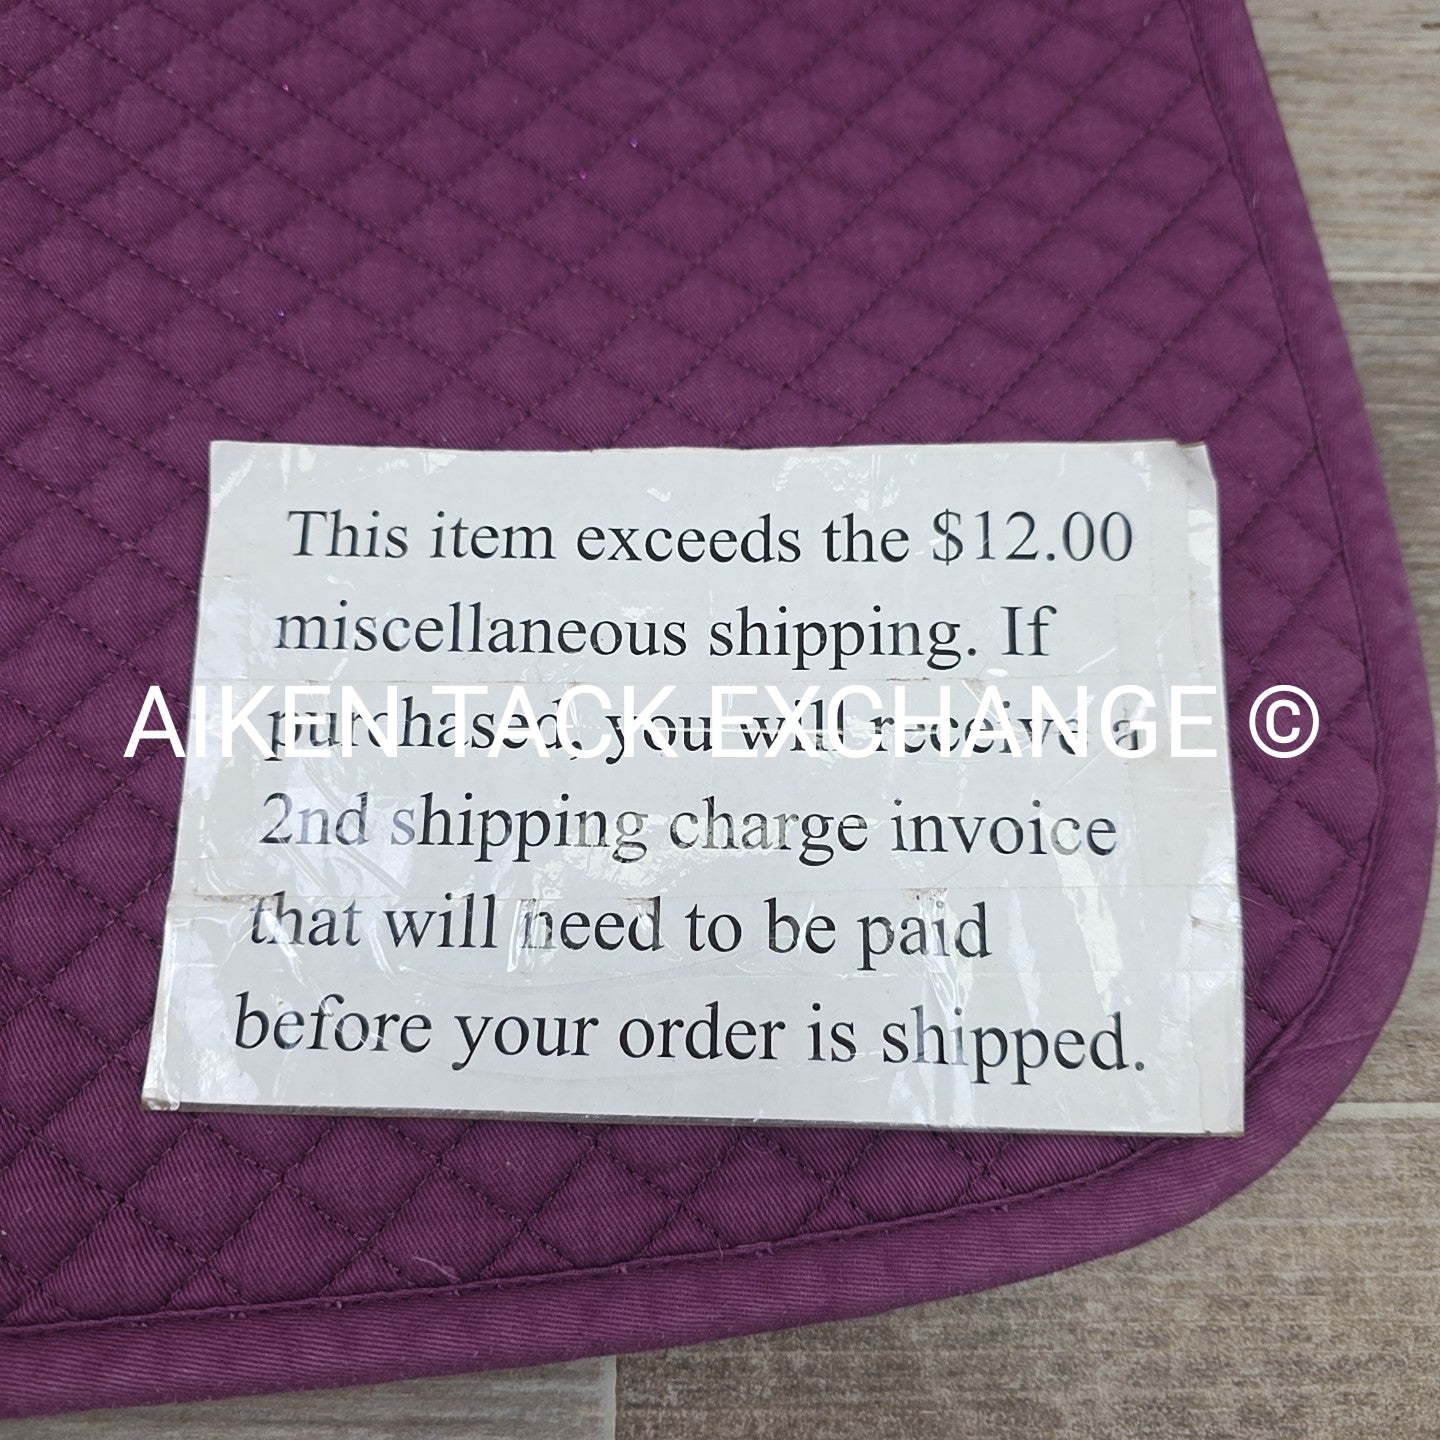 This item exceeds the $12.00
miscellaneous shipping. If
purchased, you will receive a
AIKEN TACK EXCHANGE ©
2nd shipping charge invoice
that will need to be paid
before your order is shipped.